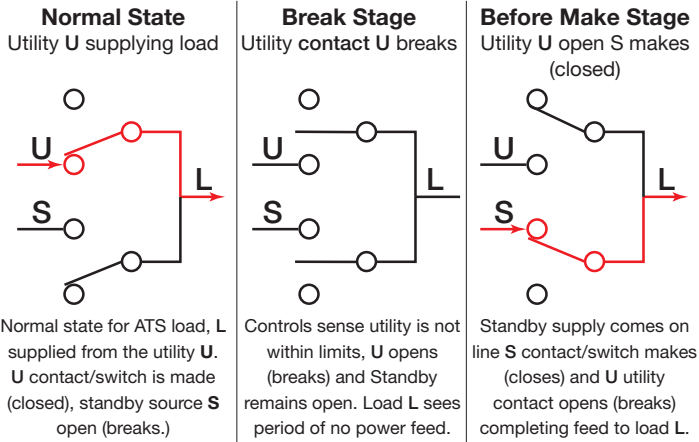 Normal State
Utility U supplying load
U
L
S
Normal state for ATS load, L
supplied from the utility U.
U contact/switch is made
(closed), standby source S
open (breaks.)
Break Stage
Utility contact U breaks
U
L
S
Controls sense utility is not
within limits, U opens
(breaks) and Standby
remains open. Load L sees
period of no power feed.
Before Make Stage
Utility U open S makes
(closed)
U
L
S
Standby supply comes on
line S contact/switch makes
(closes) and U utility
contact opens (breaks)
completing feed to load L.